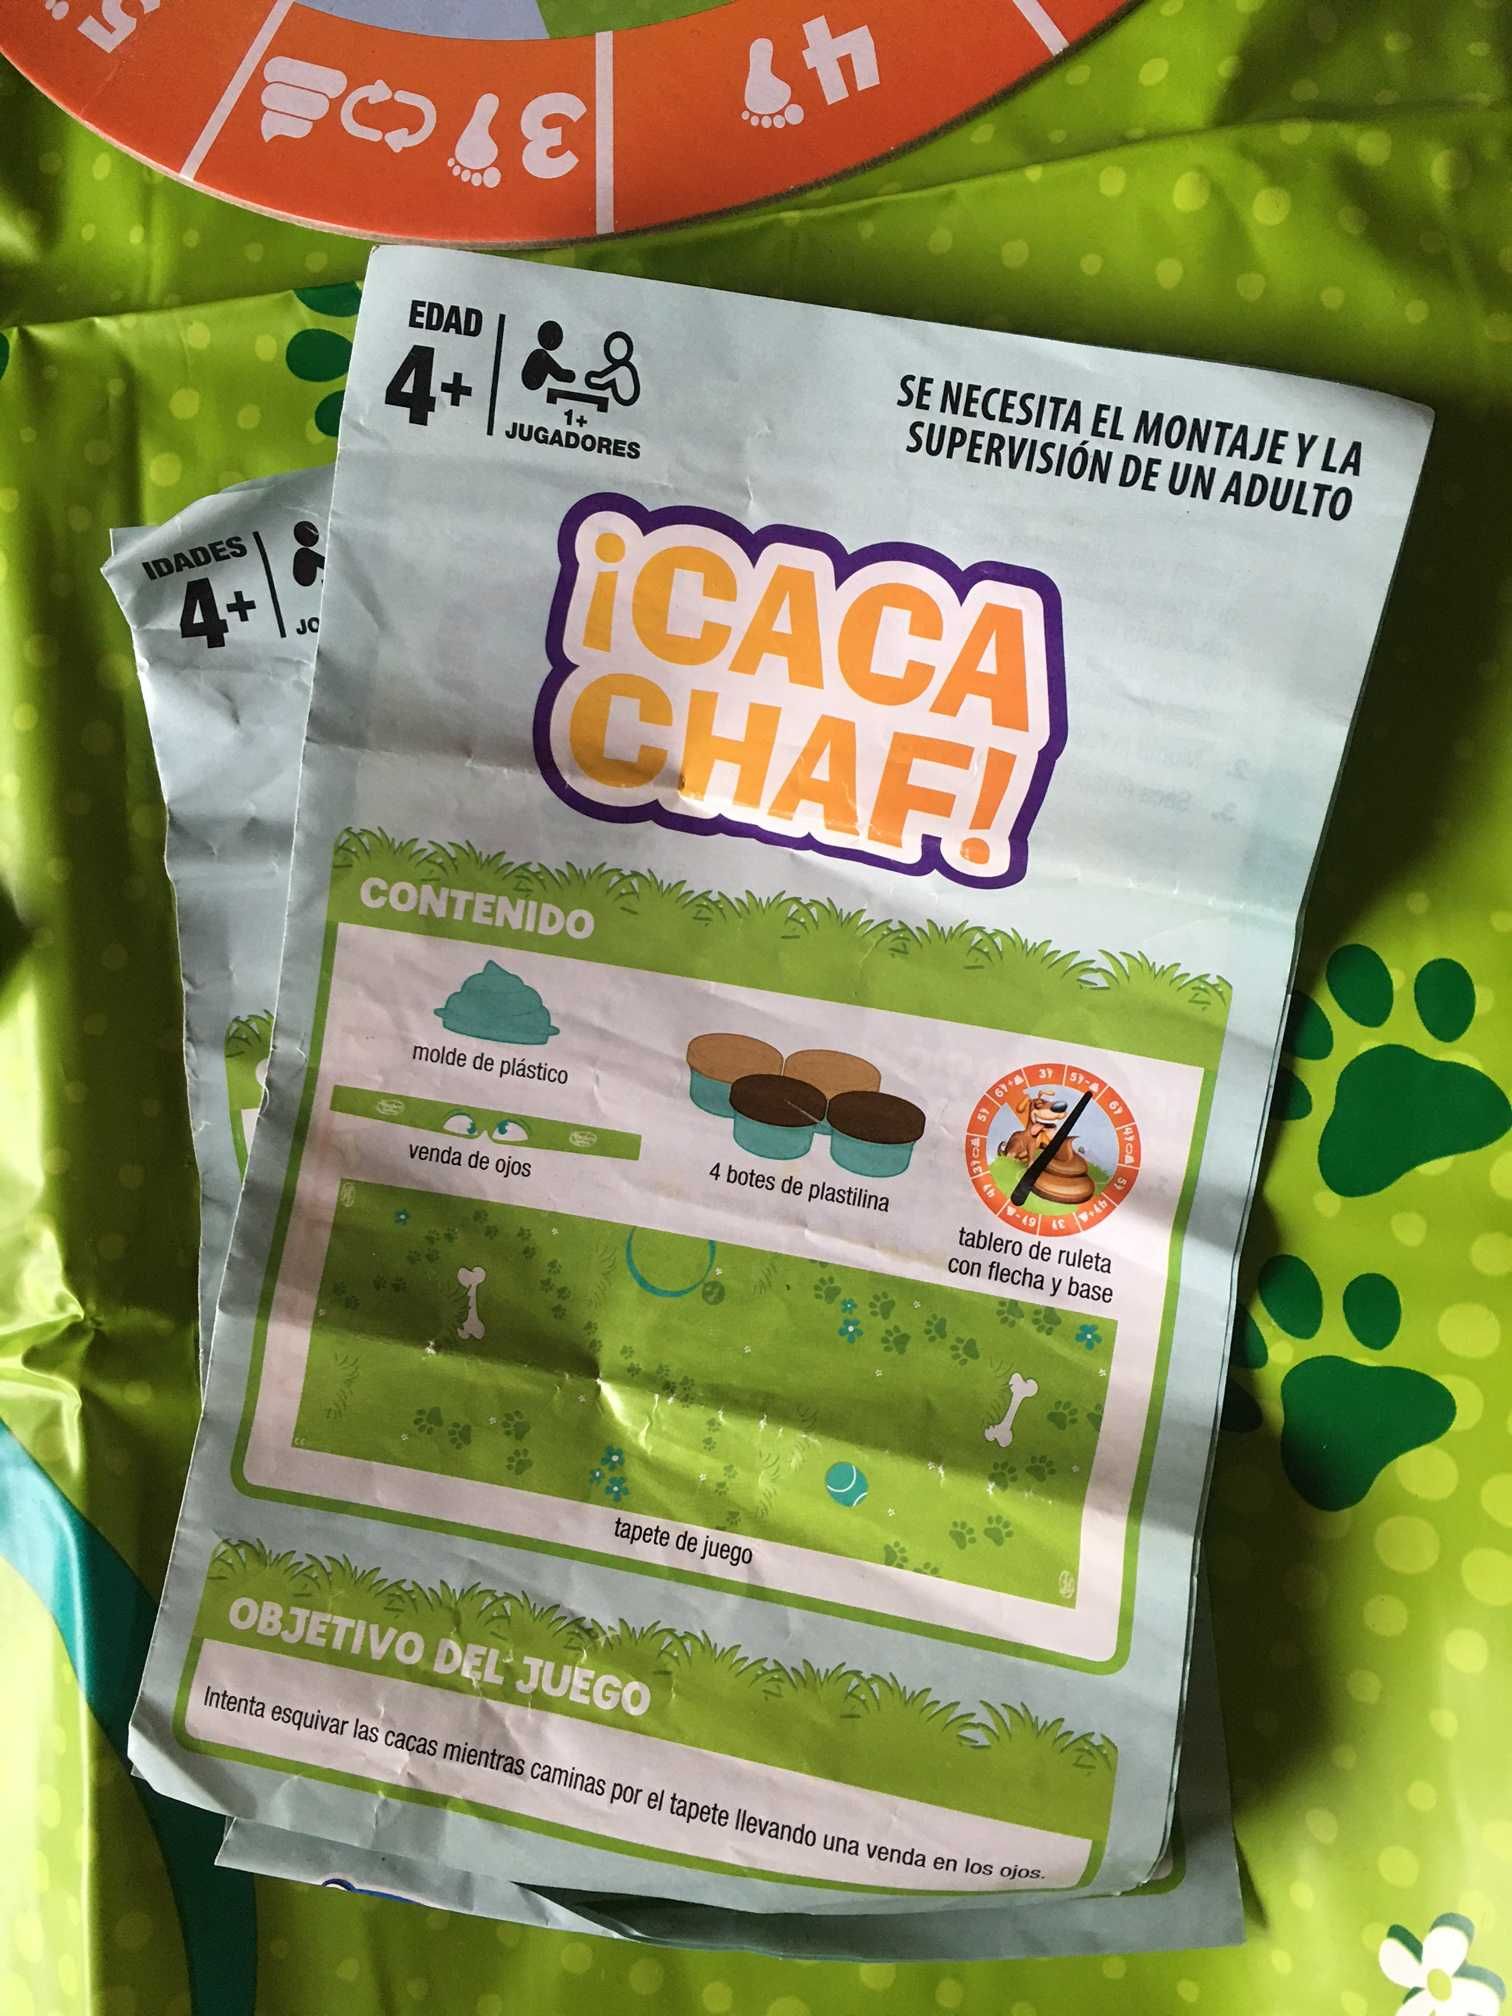 5
3
4
EDAD
4+
1+
JUGADORES
SE NECESITA EL MONTAJE Y LA
SUPERVISIÓN DE UN ADULTO
IDADES
4+
JO
¡CACA
CHAF!
CONTENIDO
molde de plástico
venda de ojos
4 botes de plastilina
tablero de ruleta
con flecha y base
tapete de juego
OBJETIVO DEL JUEGO
Intenta esquivar las cacas mientras caminas por el tapete llevando una venda en los ojos.